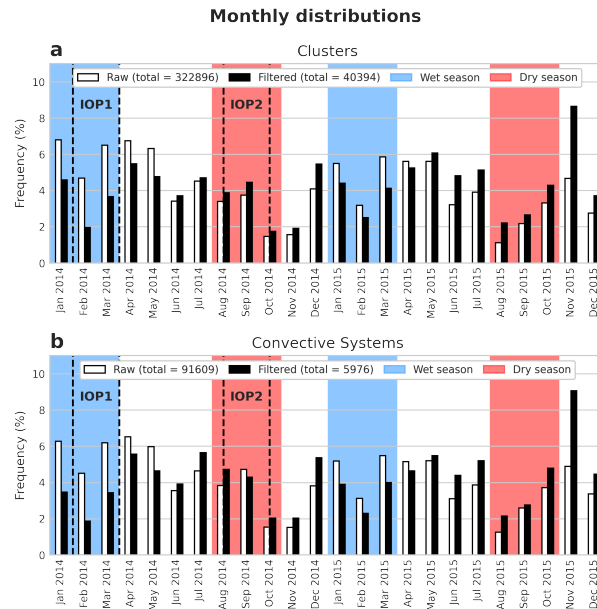 Monthly distributions
a
Clusters
Raw (total = 322896) Filtered (total = 40394) Wet season Dry season
IOP1 IOP2
Frequency (%)
10
8
6
4
2
0
Jan 2014 Feb 2014 Mar 2014 Apr 2014 May 2014 Jun 2014 Jul 2014 Aug 2014 Sep 2014 Oct 2014 Nov 2014 Dec 2014 Jan 2015 Feb 2015 Mar 2015 Apr 2015 May 2015 Jun 2015 Jul 2015 Aug 2015 Sep 2015 Oct 2015 Nov 2015 Dec 2015
b
Convective Systems
Raw (total = 91609) Filtered (total = 5976) Wet season Dry season
IOP1 IOP2
Frequency (%)
10
8
6
4
2
0
Jan 2014 Feb 2014 Mar 2014 Apr 2014 May 2014 Jun 2014 Jul 2014 Aug 2014 Sep 2014 Oct 2014 Nov 2014 Dec 2014 Jan 2015 Feb 2015 Mar 2015 Apr 2015 May 2015 Jun 2015 Jul 2015 Aug 2015 Sep 2015 Oct 2015 Nov 2015 Dec 2015